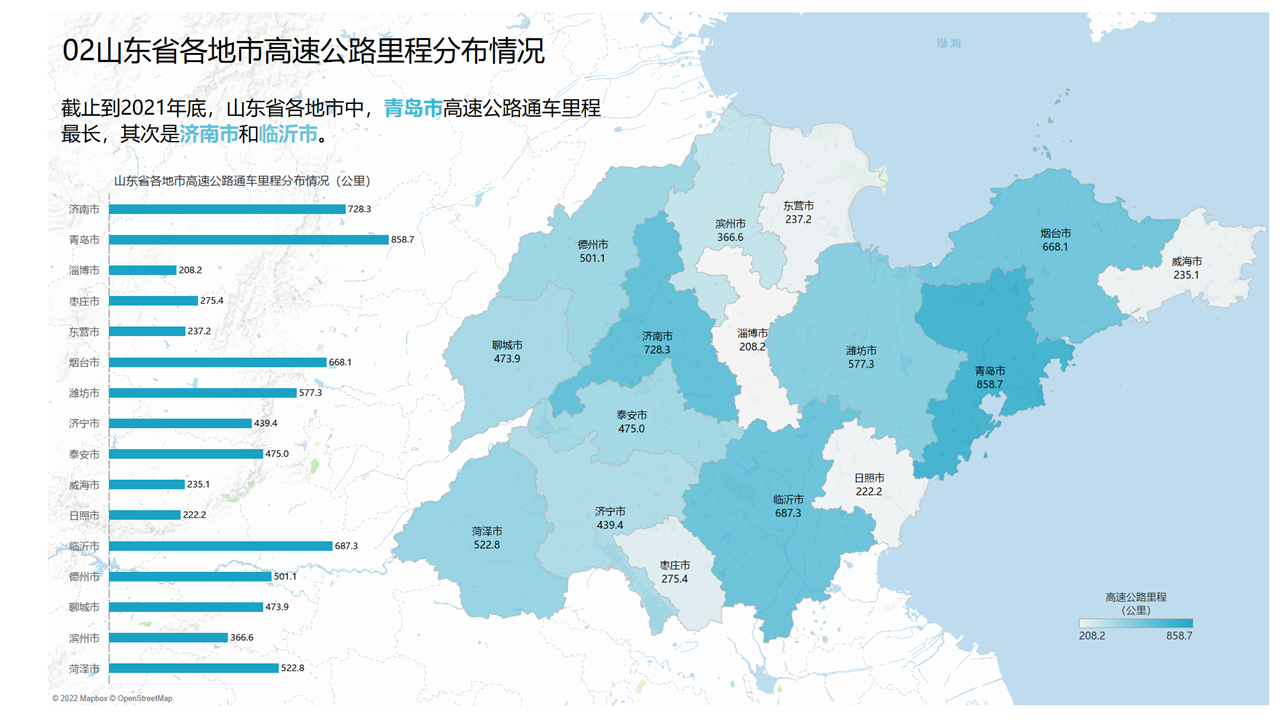 02山东省各地市高速公路里程分布情况
截止到2021年底，山东省各地市中，青岛市高速公路通车里程
最长，其次是济南市和临沂市。
山东省各地市高速公路通车里程分布情况（公里）
济南市 728.3
青岛市 858.7
淄博市 208.2
枣庄市 275.4
东营市 237.2
烟台市 668.1
潍坊市 577.3
济宁市 439.4
泰安市 475.0
威海市 235.1
日照市 222.2
临沂市 687.3
德州市 501.1
聊城市 473.9
滨州市 366.6
菏泽市 522.8
© 2022 Mapbox © OpenStreetMap
渤海
东营市
237.2
滨州市
366.6
德州市
501.1
烟台市
668.1
威海市
235.1
淄博市
208.2
济南市
728.3
聊城市
473.9
潍坊市
577.3
青岛市
858.7
泰安市
475.0
日照市
222.2
临沂市
687.3
济宁市
439.4
菏泽市
522.8
枣庄市
275.4
高速公路里程
（公里）
208.2 858.7